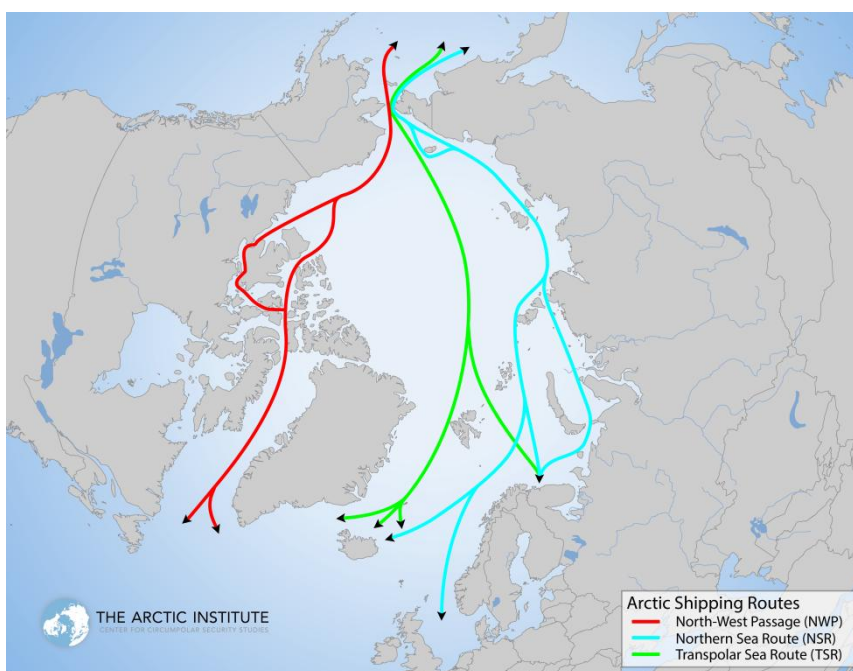 THE ARCTIC INSTITUTE
CENTER FOR CIRCUMPOLAR SECURITY STUDIES
Arctic Shipping Routes
North-West Passage (NWP)
Northern Sea Route (NSR)
Transpolar Sea Route (TSR)